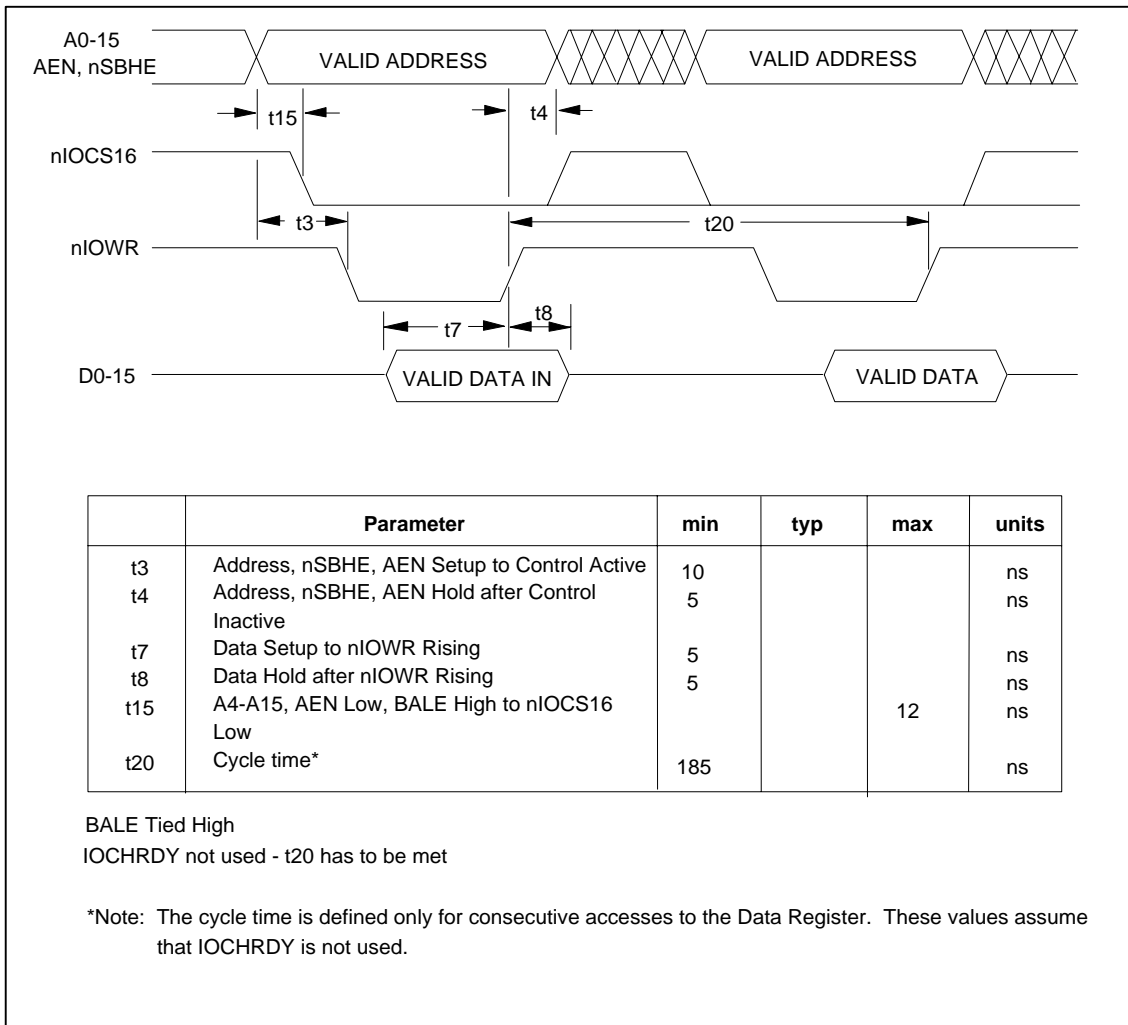 A0-15
AEN, nSBHE
VALID ADDRESS
VALID ADDRESS
t15
t4
nIOCS16
t3
t20
nIOWR
t7
t8
D0-15
VALID DATA IN
VALID DATA
Parameter min typ max units
t3 Address, nSBHE, AEN Setup to Control Active 10 ns
t4 Address, nSBHE, AEN Hold after Control 5 ns
Inactive
t7 Data Setup to nIOWR Rising 5 ns
t8 Data Hold after nIOWR Rising 5 ns
t15 A4-A15, AEN Low, BALE High to nIOCS16 12 ns
Low
t20 Cycle time* 185 ns
BALE Tied High
IOCHRDY not used - t20 has to be met
*Note: The cycle time is defined only for consecutive accesses to the Data Register. These values assume
that IOCHRDY is not used.